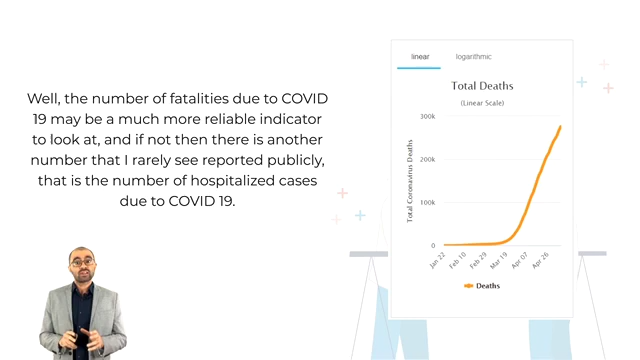 Well, the number of fatalities due to COVID
19 may be a much more reliable indicator
to look at, and if not then there is another
number that I rarely see reported publicly,
that is the number of hospitalized cases
due to COVID 19.
linear logarithmic
Total Deaths
(Linear Scale)
Total Coronavirus Deaths
300k
200k
100k
0
Jan 22 Feb 10 Feb 29 Mar 19 Apr 07 Apr 26
Deaths